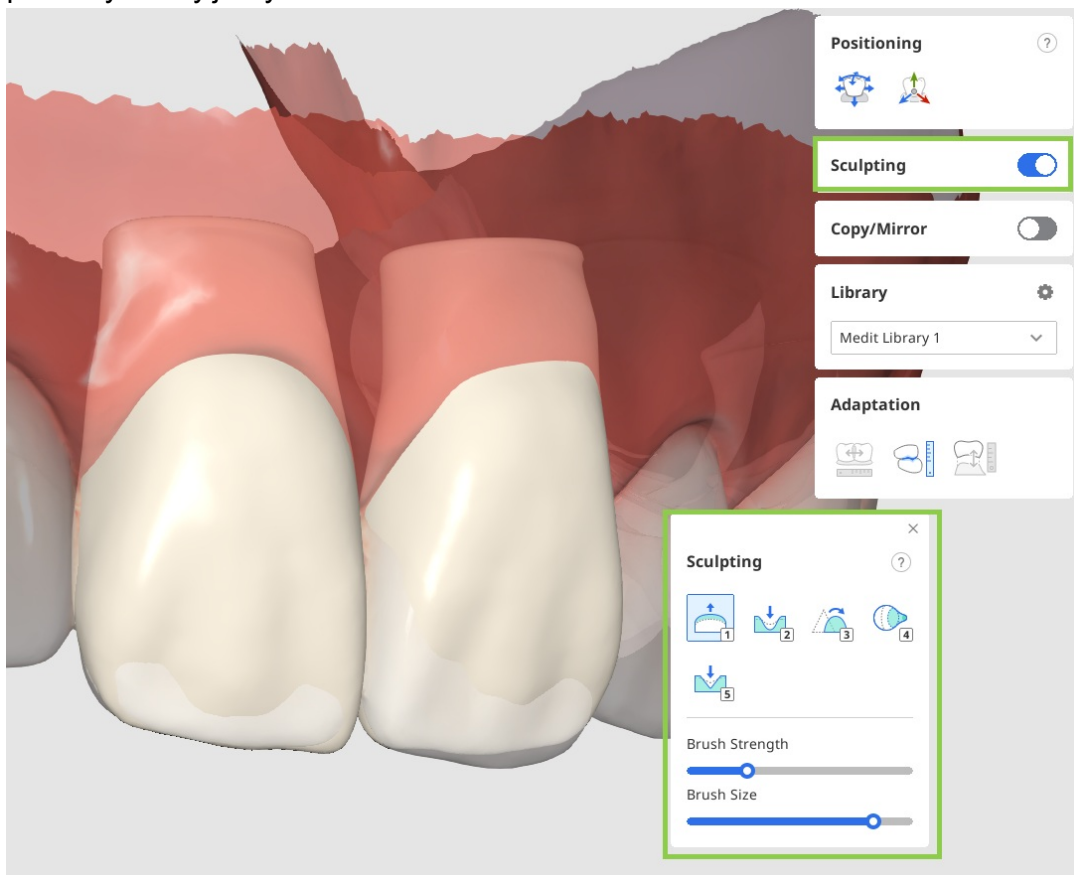 Positioning
?
Sculpting
Copy/Mirror
Library
Medit Library 1
Adaptation
Sculpting
?
1
2
3
4
5
Brush Strength
Brush Size